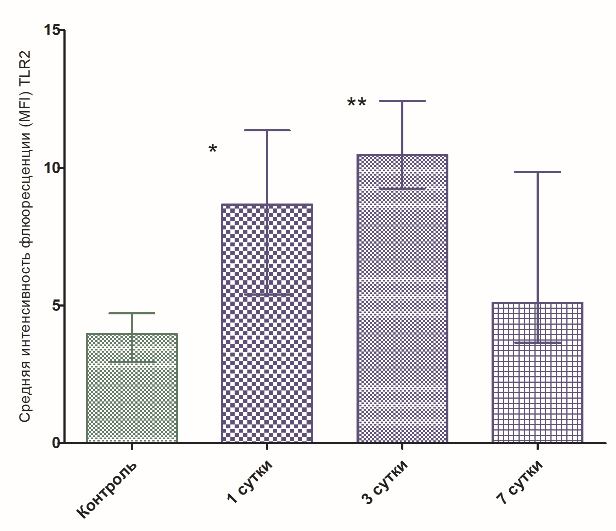 Средняя интенсивность флюоресценции (MFI) TLR2
15
10
5
0
*
**
Контроль
1 сутки
3 сутки
7 сутки